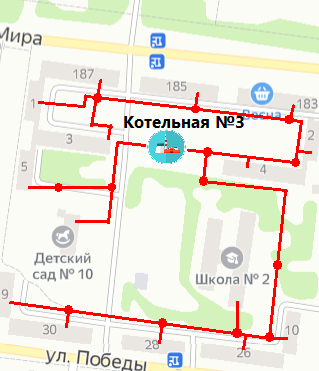 Мира
187
185
183
Весна
1
Котельная №3
2
3
4
5
Детский
сад № 10
Школа № 2
9
30
28
26
10
ул. Победы